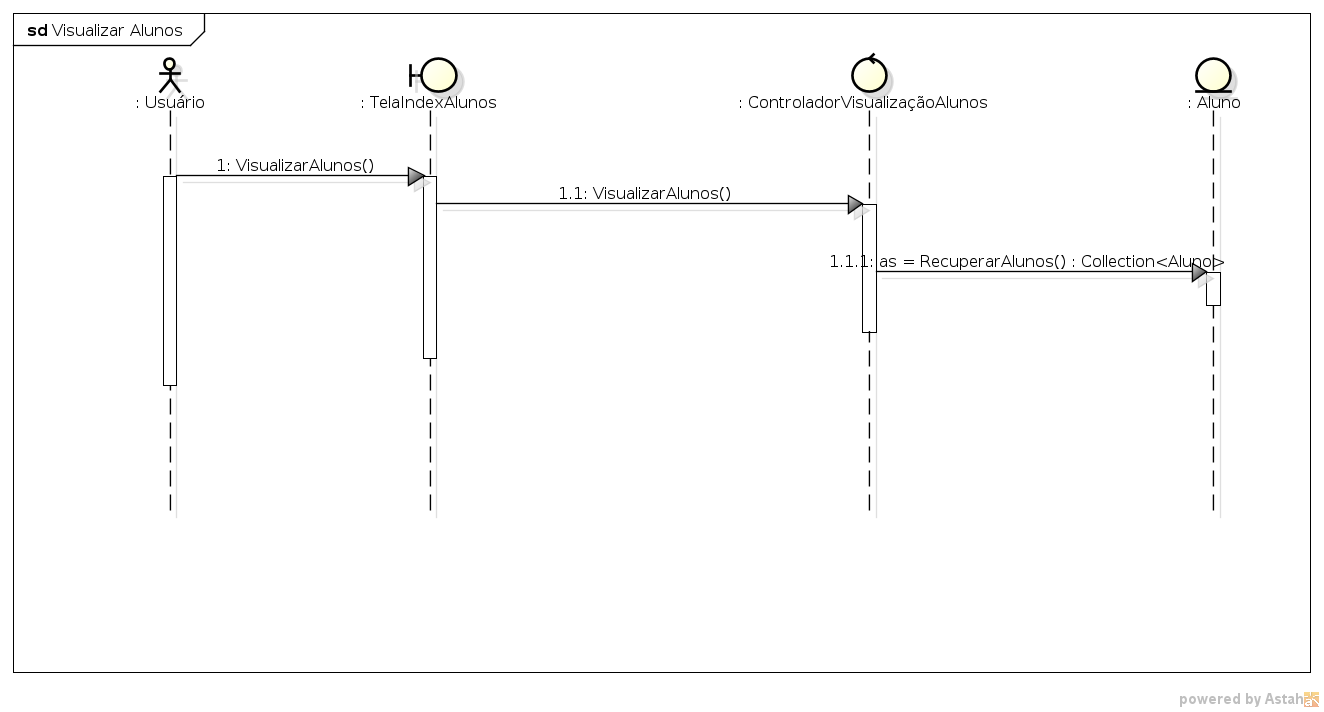 sd Visualizar Alunos
: Usuário
: TelaIndexAlunos
: ControladorVisualizaçãoAlunos
: Aluno
1: VisualizarAlunos()
1.1: VisualizarAlunos()
1.1.1: as = RecuperarAlunos() : Collection<Aluno>
powered by Astah